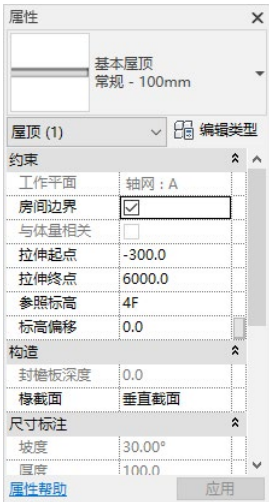 属性
基本屋顶
常规 - 100mm
屋顶 (1)
编辑类型
约束
工作平面 轴网 : A
房间边界
与体量相关
拉伸起点 -300.0
拉伸终点 6000.0
参照标高 4F
标高偏移 0.0
构造
封檐板深度 0.0
椽截面 垂直截面
尺寸标注
坡度 30.00°
厚度 100.0
属性帮助
应用